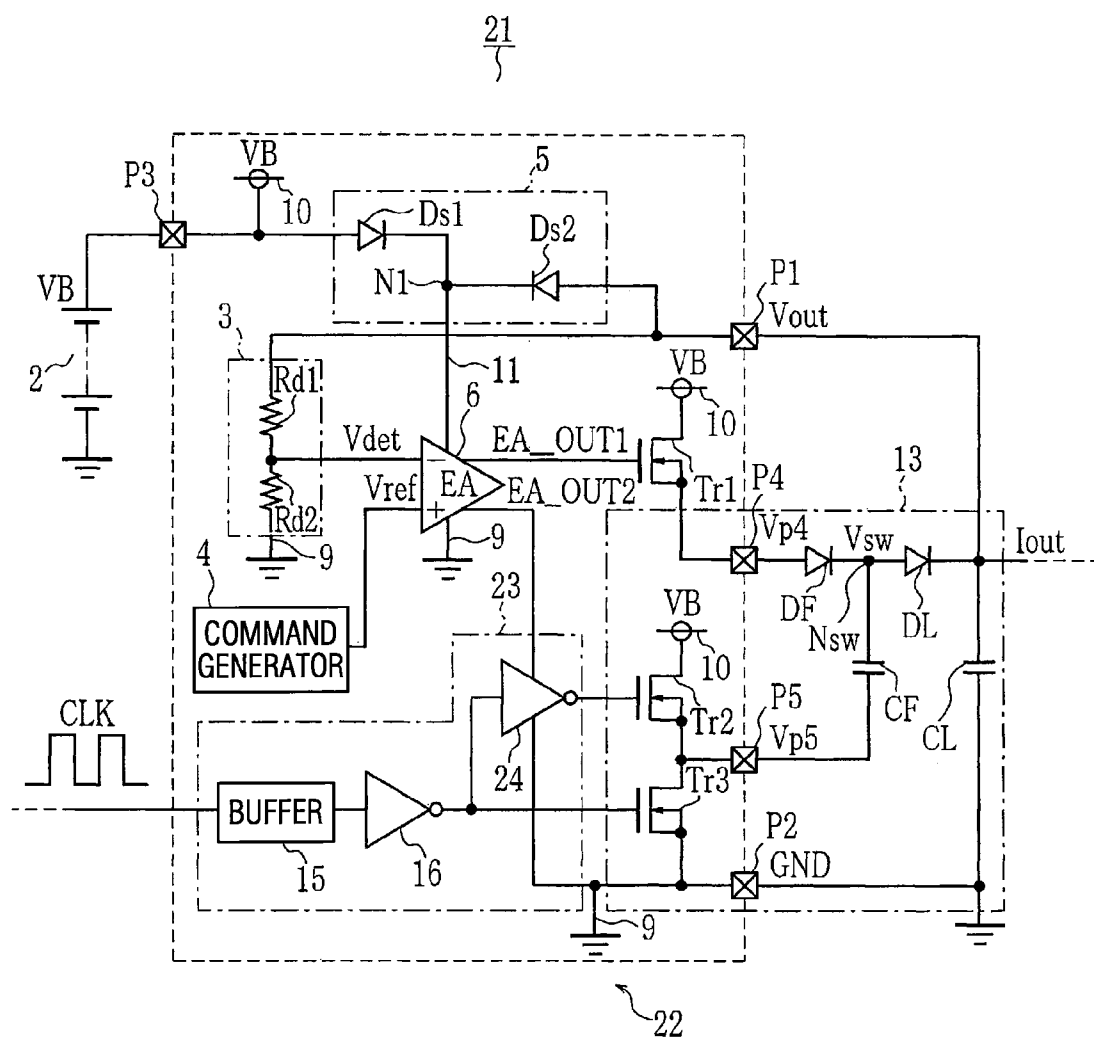 21
VB
P3
10
5
Ds1
Ds2
VB
N1
P1
Vout
3
2
11
VB
Rd1
6
10
Vdet
EA_OUT1
EA
Vref
EA_OUT2
Tr1
P4
13
Rd2
9
9
Vp4
Vsw
Iout
4
23
VB
DF
Nsw
DL
COMMAND
GENERATOR
10
CLK
24
Tr2
P5
Vp5
CF
CL
Tr3
BUFFER
15
16
P2
GND
9
22